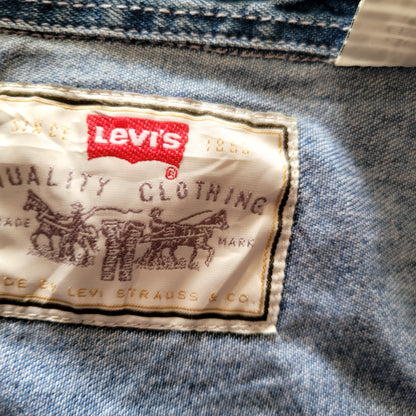 SINCE LEVI'S ® 1850
QUALITY CLOTHING
TRADE MARK
MADE BY LEVI STRAUSS & CO.